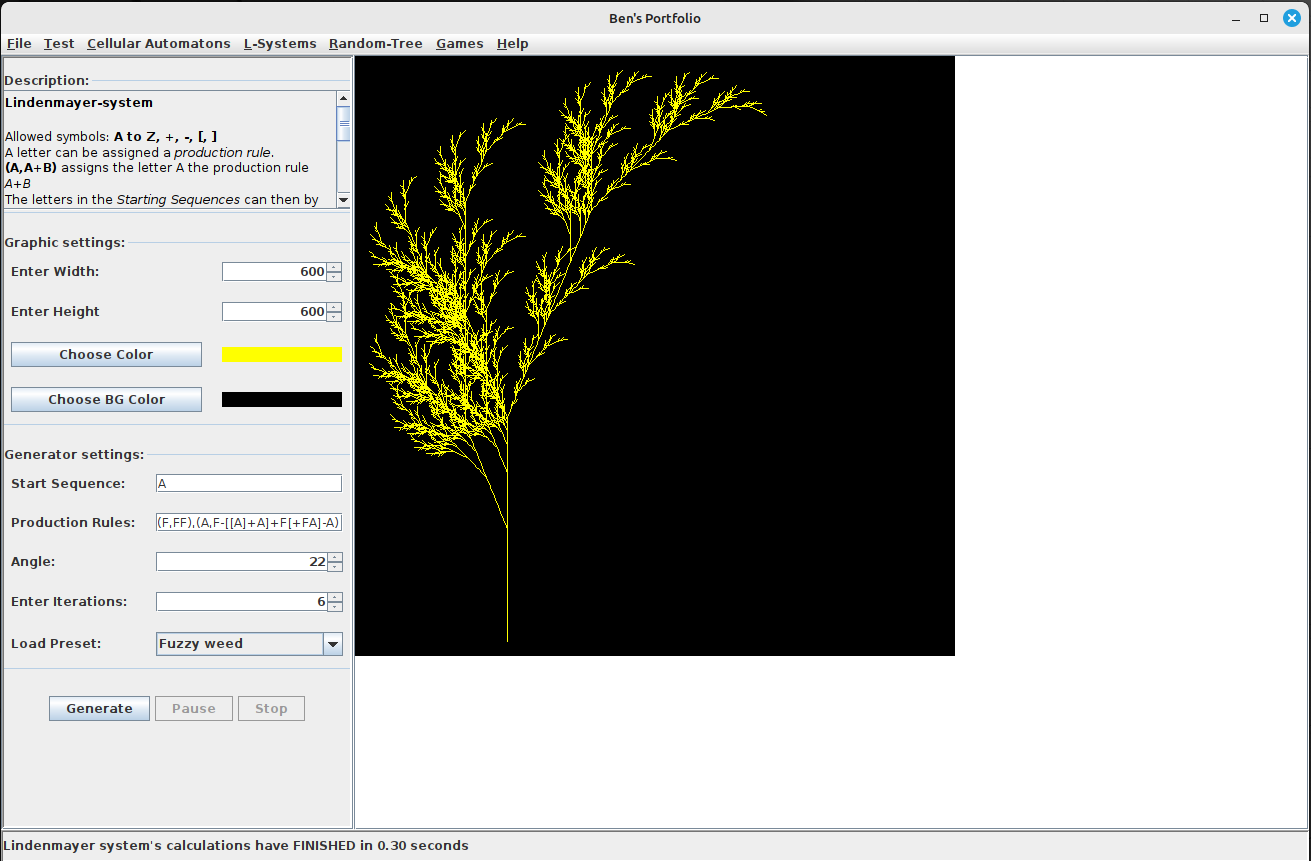 Ben's Portfolio
File Test Cellular Automatons L-Systems Random-Tree Games Help
Description:
Lindenmayer-system
Allowed symbols: A to Z, +, -, [, ]
A letter can be assigned a production rule.
(A,A+B) assigns the letter A the production rule
A+B
The letters in the Starting Sequences can then by
Graphic settings:
Enter Width: 600
Enter Height 600
Choose Color
Choose BG Color
Generator settings:
Start Sequence: A
Production Rules: (F,FF),(A,F-[[A]+A]+F[+FA]-A)
Angle: 22
Enter Iterations: 6
Load Preset: Fuzzy weed
Generate Pause Stop
Lindenmayer system's calculations have FINISHED in 0.30 seconds